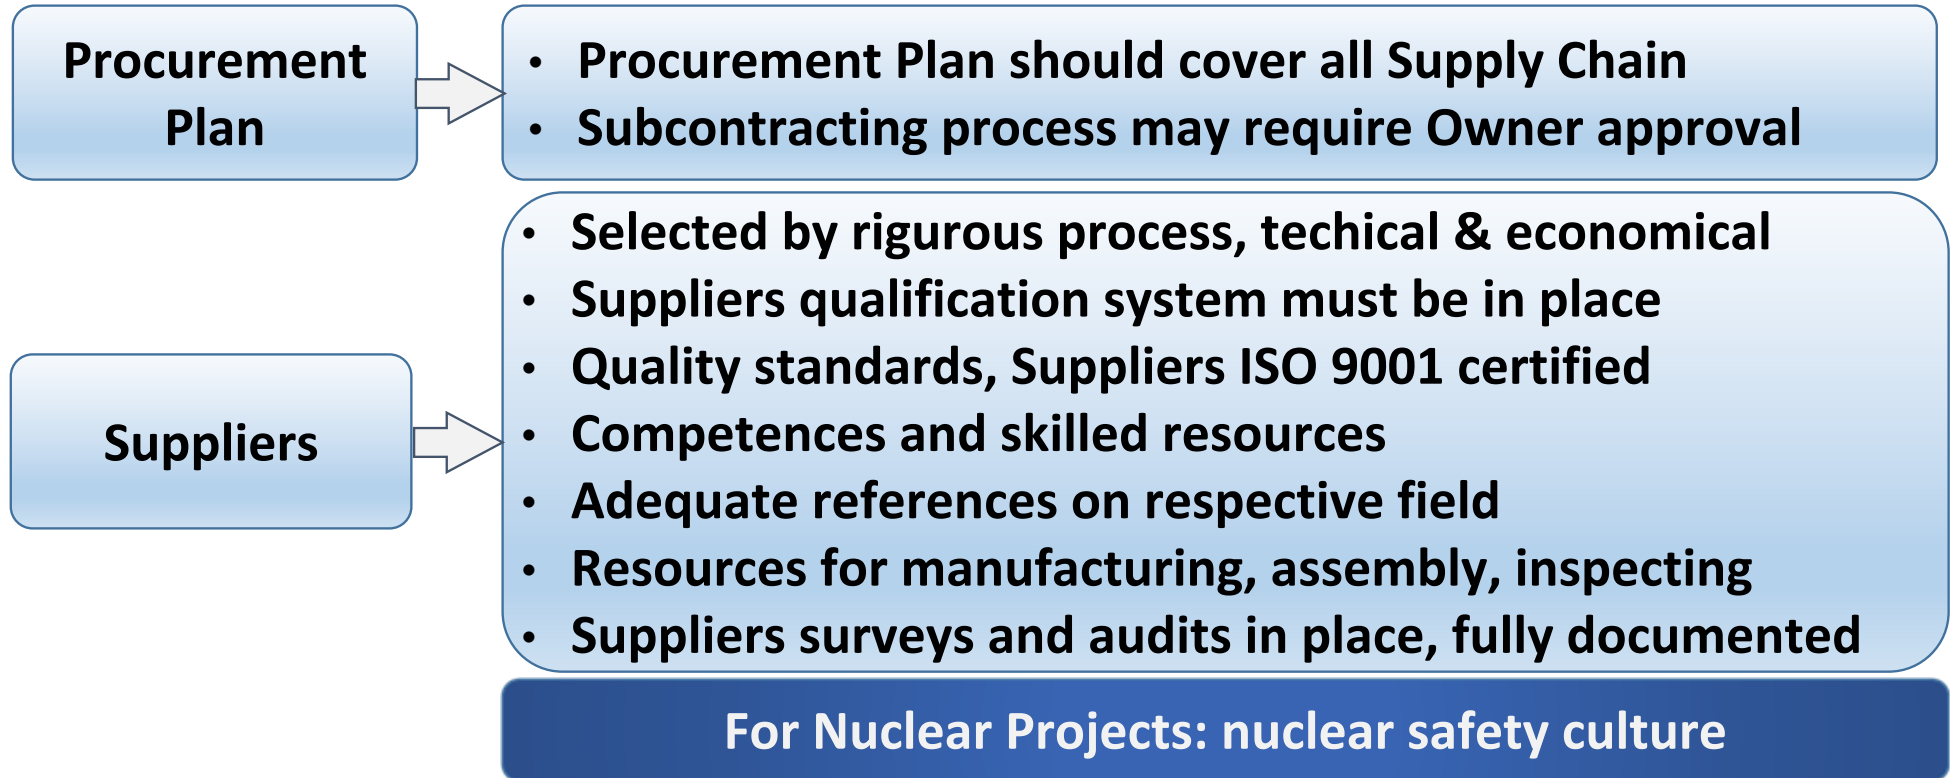 Procurement
Plan
• Procurement Plan should cover all Supply Chain
• Subcontracting process may require Owner approval
Suppliers
• Selected by rigurous process, techical & economical
• Suppliers qualification system must be in place
• Quality standards, Suppliers ISO 9001 certified
• Competences and skilled resources
• Adequate references on respective field
• Resources for manufacturing, assembly, inspecting
• Suppliers surveys and audits in place, fully documented
For Nuclear Projects: nuclear safety culture